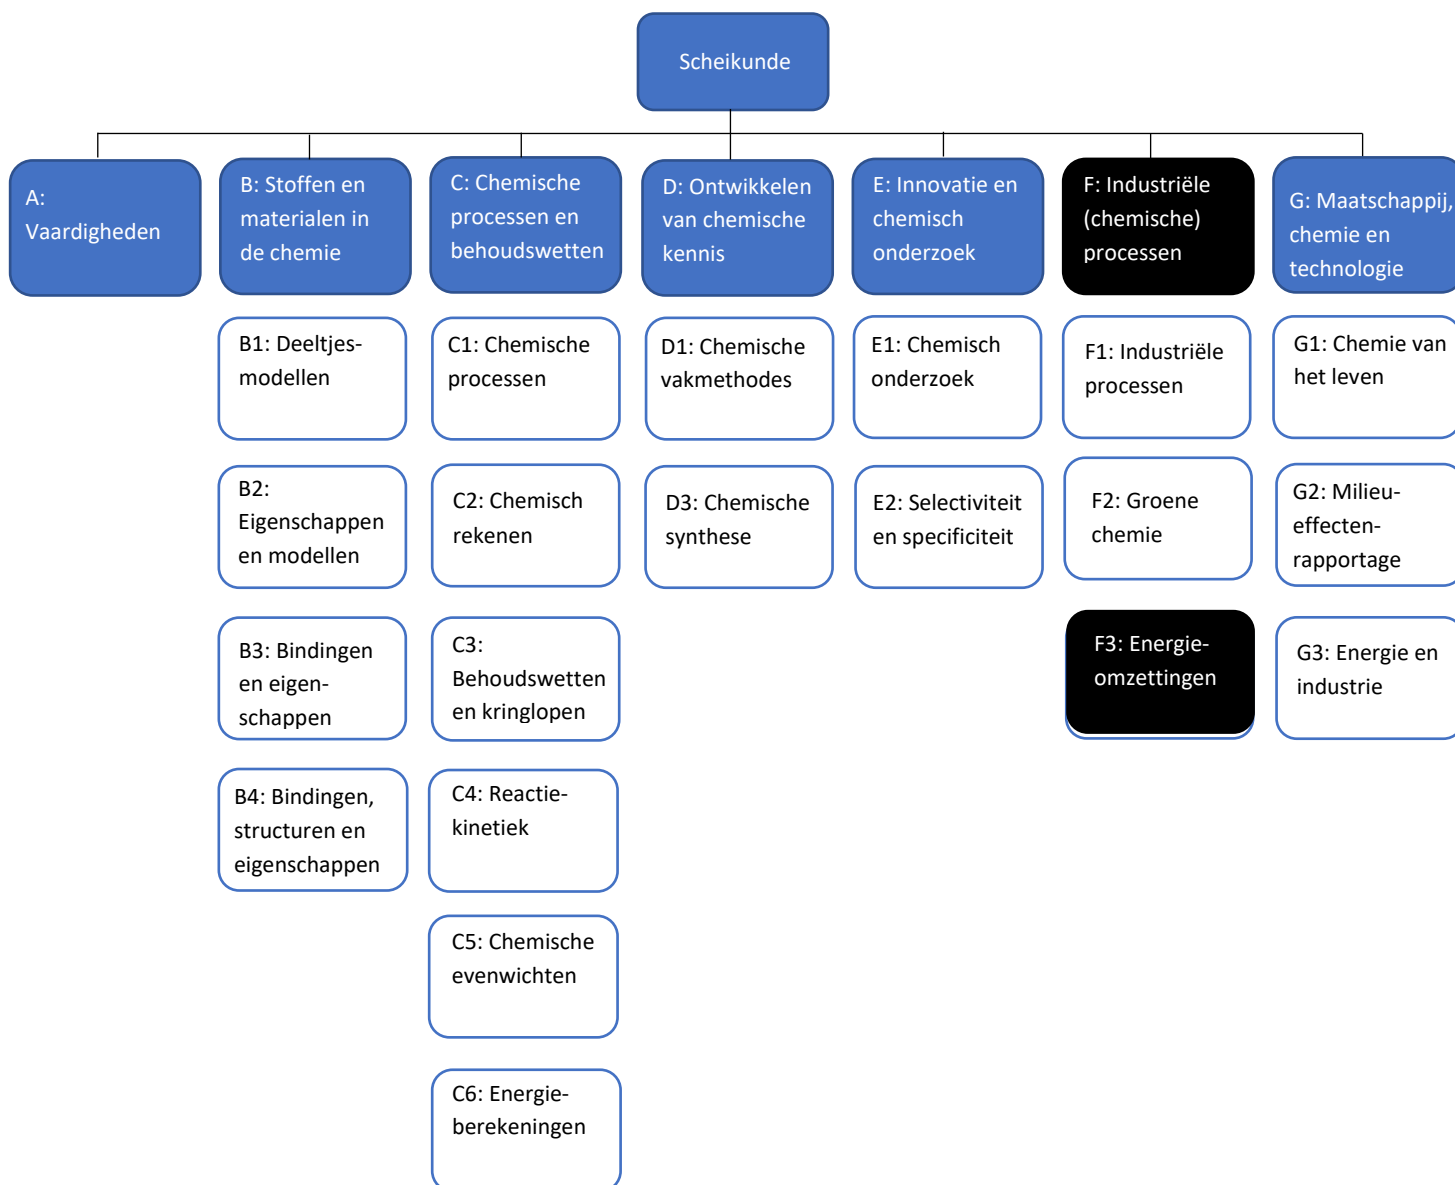 Scheikunde
A:
Vaardigheden
B: Stoffen en
materialen in
de chemie
C: Chemische
processen en
behoudswetten
D: Ontwikkelen
van chemische
kennis
E: Innovatie en
chemisch
onderzoek
F: Industriële
(chemische)
processen
G: Maatschappij,
chemie en
technologie
B1: Deeltjes-
modellen
C1: Chemische
processen
D1: Chemische
vakmethodes
E1: Chemisch
onderzoek
F1: Industriële
processen
G1: Chemie van
het leven
B2:
Eigenschappen
en modellen
C2: Chemisch
rekenen
D3: Chemische
synthese
E2: Selectiviteit
en specificiteit
F2: Groene
chemie
G2: Milieu-
effecten-
rapportage
B3: Bindingen
en eigen-
schappen
C3:
Behoudswetten
en kringlopen
F3: Energie-
omzettingen
G3: Energie en
industrie
B4: Bindingen,
structuren en
eigenschappen
C4: Reactie-
kinetiek
C5: Chemische
evenwichten
C6: Energie-
berekeningen